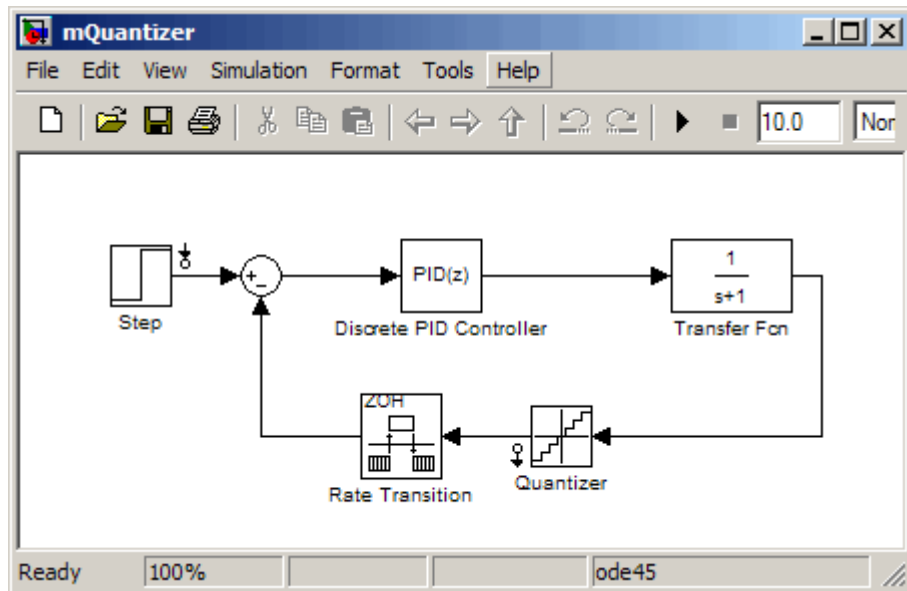 mQuantizer
File Edit View Simulation Format Tools Help
10.0 Nor
+
-
Step
PID(z)
Discrete PID Controller
1
s+1
Transfer Fcn
ZOH
Rate Transition
Quantizer
Ready 100% ode45